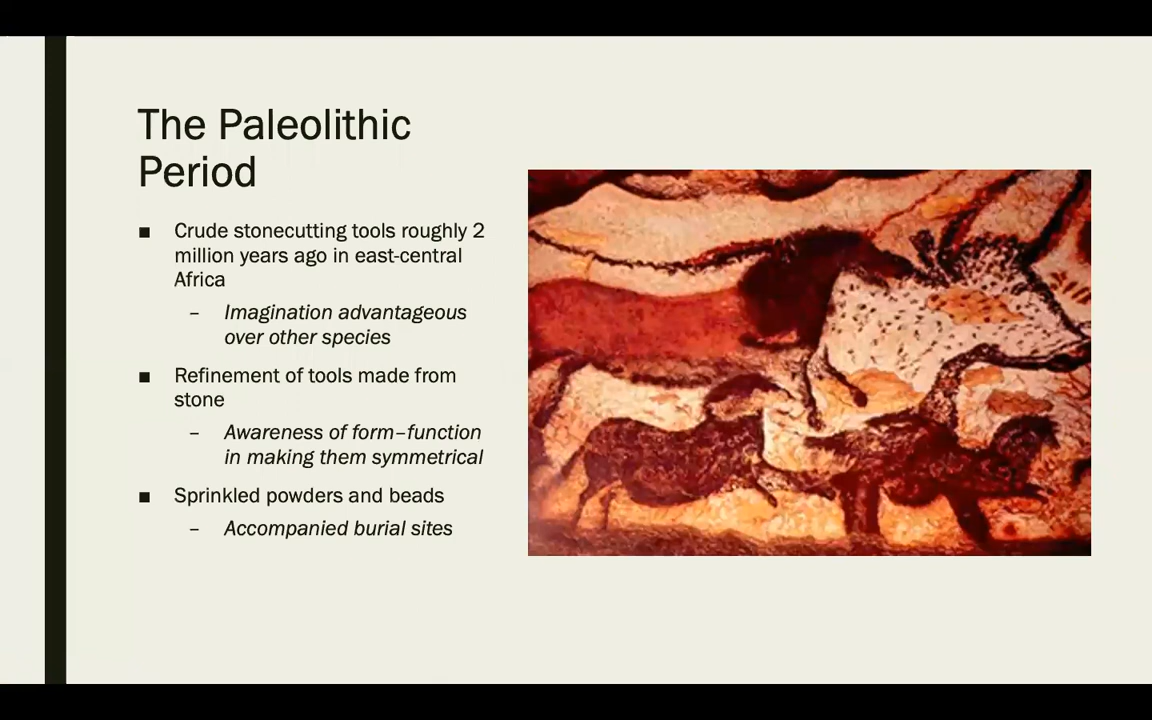 The Paleolithic
Period
■ Crude stonecutting tools roughly 2
million years ago in east-central
Africa
– Imagination advantageous
over other species
■ Refinement of tools made from
stone
– Awareness of form–function
in making them symmetrical
■ Sprinkled powders and beads
– Accompanied burial sites